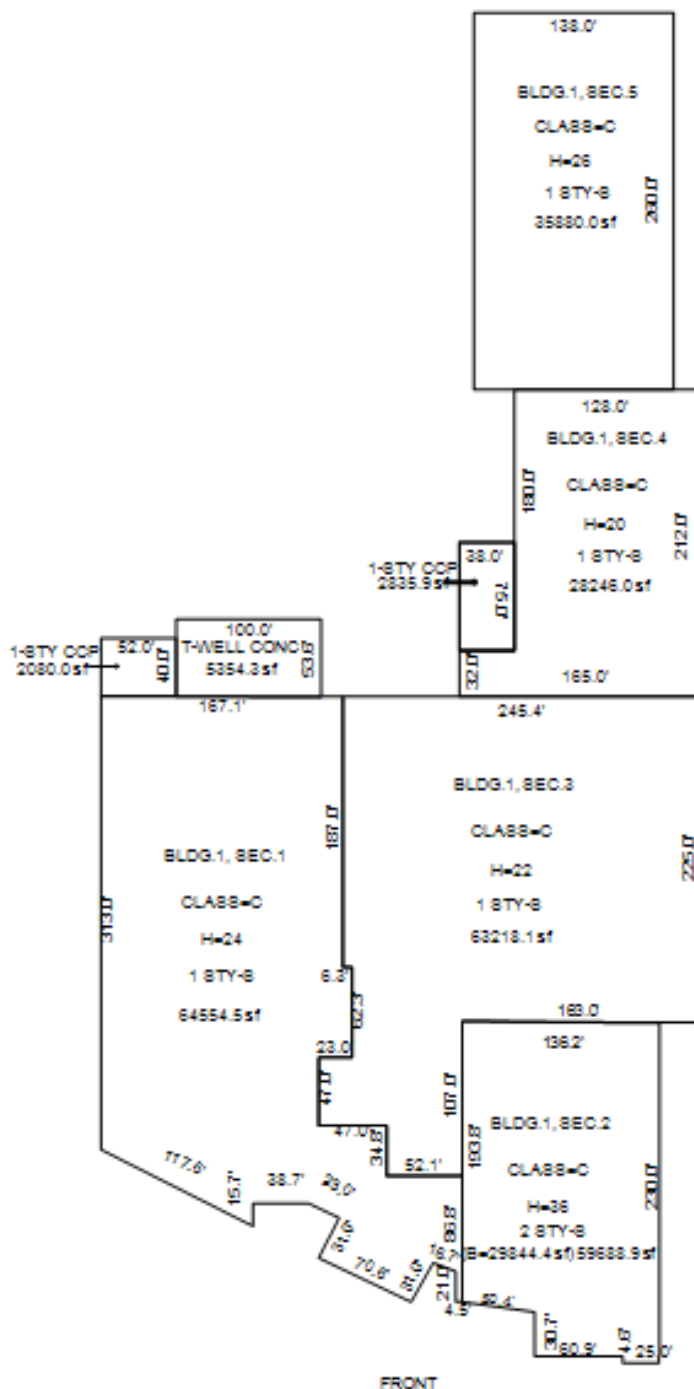 138.0'
BLDG.1, SEC.5
CLASS=C
H=26
1 STY-S
35880.0sf
260.0'
128.0'
BLDG.1, SEC.4
CLASS=C
180.0'
H=20
212.0'
1 STY-S
28246.0sf
38.0'
1-STY CCP
2835.9sf
75.0'
32.0'
165.0'
100.0'
T-WELL CONC
5354.3sf
53.6'
1-STY CCP
2080.0sf
52.0'
40.0'
167.1'
245.4'
BLDG.1, SEC.3
CLASS=C
187.0'
H=22
225.0'
1 STY-S
63218.1sf
BLDG.1, SEC.1
CLASS=C
313.0'
H=24
1 STY-S
64554.5sf
6.3'
62.3'
23.0'
47.0'
47.0'
34.8'
52.1'
163.0'
136.2'
107.0'
BLDG.1, SEC.2
193.8'
CLASS=C
230.0'
H=36
2 STY-S
(B=29844.4sf)59688.9sf
86.8'
117.6'
15.7'
38.7'
31.6'
70.6'
31.6'
16.7'
21.0'
4.5'
30.7'
60.9'
4.6'
25.0'
FRONT